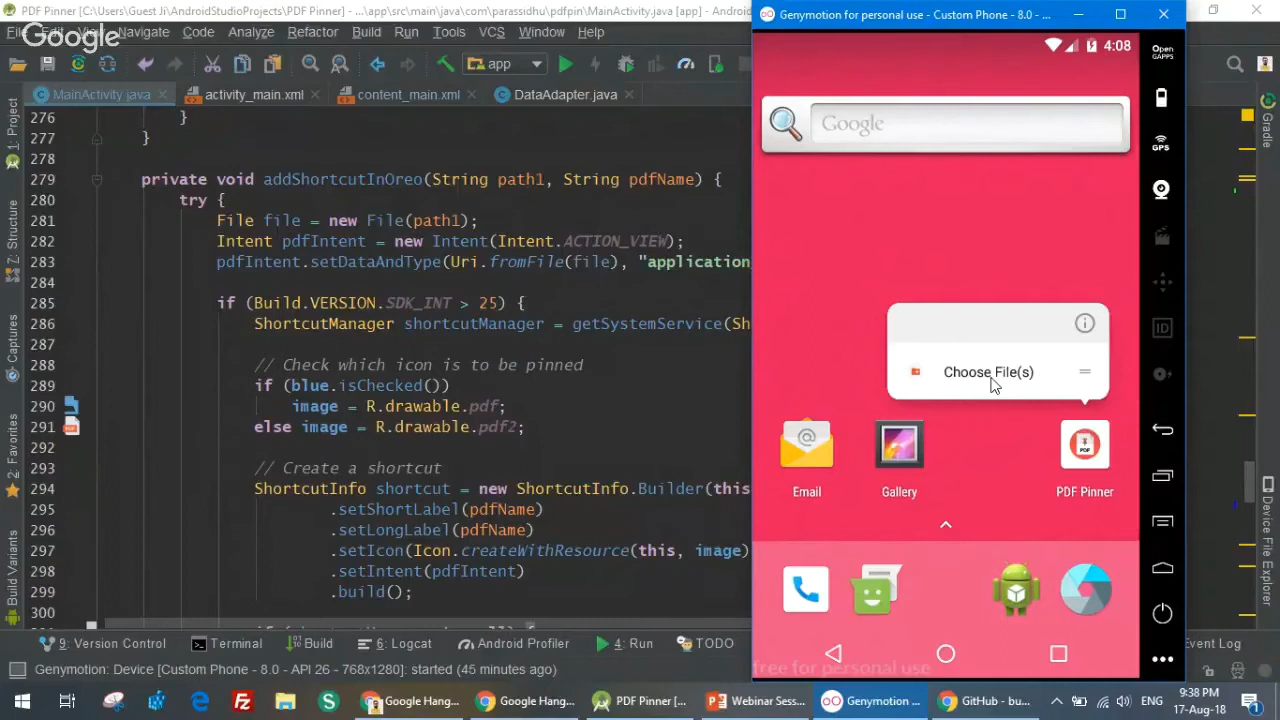 PDF Pinner [C:\Users\Guest Ji\AndroidStudioProjects\PDF Pinner] - ...\app\src\main\java\com\parassidhu\pdfpin\MainActivity.java [app] - And
Google
Navigate Code Analyze Refactor Build Run Tools VCS Window
app
MainActivity.java activity_main.xml content_main.xml DataAdapter.java
1: Project
Z: Structure
Captures
2: Favorites
Build Variants
276 }
277 }
278
279 private void addShortcutInOreo(String path1, String pdfName) {
280 try {
281 File file = new File(path1);
282 Intent pdfIntent = new Intent(Intent.ACTION_VIEW);
283 pdfIntent.setDataAndType(Uri.fromFile(file), "application
284
285 if (Build.VERSION.SDK_INT > 25) {
286 ShortcutManager shortcutManager = getSystemService(Sh
287
288 // Check which icon is to be pinned
289 if (blue.isChecked())
290 image = R.drawable.pdf;
291 else image = R.drawable.pdf2;
292
293 // Create a shortcut
294 ShortcutInfo shortcut = new ShortcutInfo.Builder(this
295 .setShortLabel(pdfName)
296 .setLongLabel(pdfName)
297 .setIcon(Icon.createWithResource(this, image)
298 .setIntent(pdfIntent)
299 .build();
300
Genymotion for personal use - Custom Phone - 8.0 - ...
4:08
Google
Choose File(s)
PDF
Email Gallery PDF Pinner
free for personal use
Open
GAPPS
GPS
ID
Gradle
Device File Explorer
9: Version Control Terminal Build 6: Logcat Android Profiler 4: Run TODO
Event Log
Genymotion: Device [Custom Phone - 8.0 - API 26 - 768x1280]: started (45 minutes ago)
Google Hang... Google Hang... PDF Pinner [... Webinar Sess... Genymotion ... GitHub - bu...
ENG
9:38 PM
17-Aug-18
1